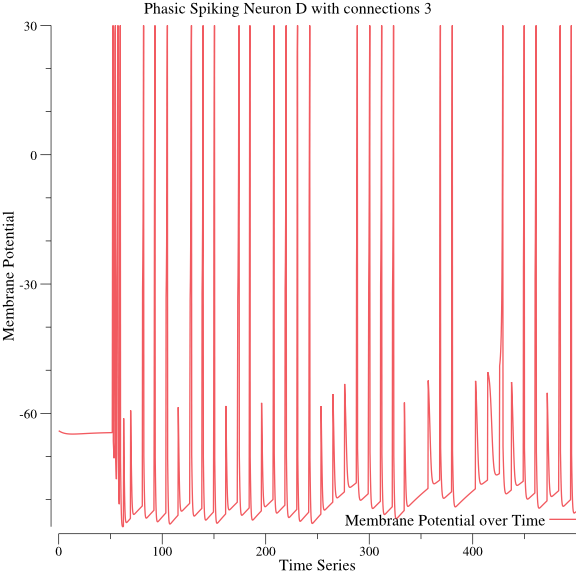 Phasic Spiking Neuron D with connections 3
30
0
-30
-60
Membrane Potential
Membrane Potential over Time
0 100 200 300 400
Time Series